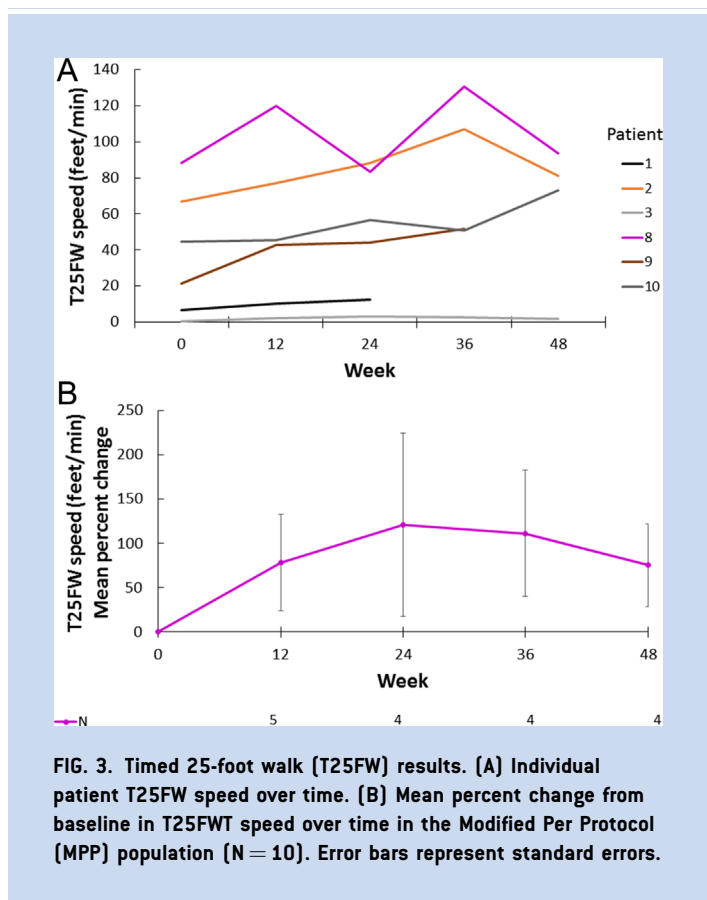 A
140
120
100
80
60
40
20
0
T25FW speed (feet/min)
0 12 24 36 48
Week
Patient
1
2
3
8
9
10
B
250
200
150
100
50
0
T25FW speed (feet/min)
Mean percent change
0 12 24 36 48
Week
N 5 4 4 4
FIG. 3. Timed 25-foot walk (T25FW) results. (A) Individual
patient T25FW speed over time. (B) Mean percent change from
baseline in T25FWT speed over time in the Modified Per Protocol
(MPP) population (N = 10). Error bars represent standard errors.